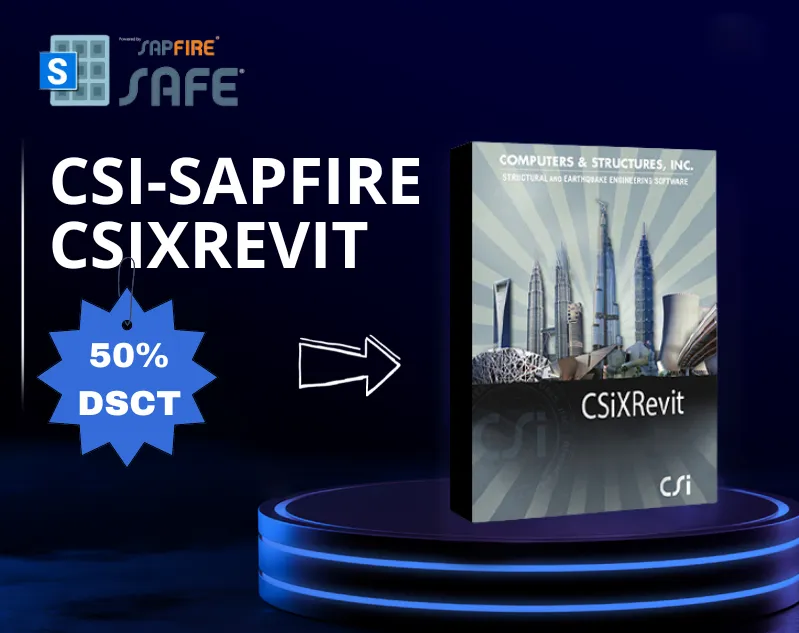 Powered by
SAPFIRE
S
SAFE
CSI-SAPFIRE
CSIXREVIT
50%
DSCT
COMPUTERS & STRUCTURES, INC.
STRUCTURAL AND EARTHQUAKE ENGINEERING SOFTWARE
CSiXRevit
CSi
CSi